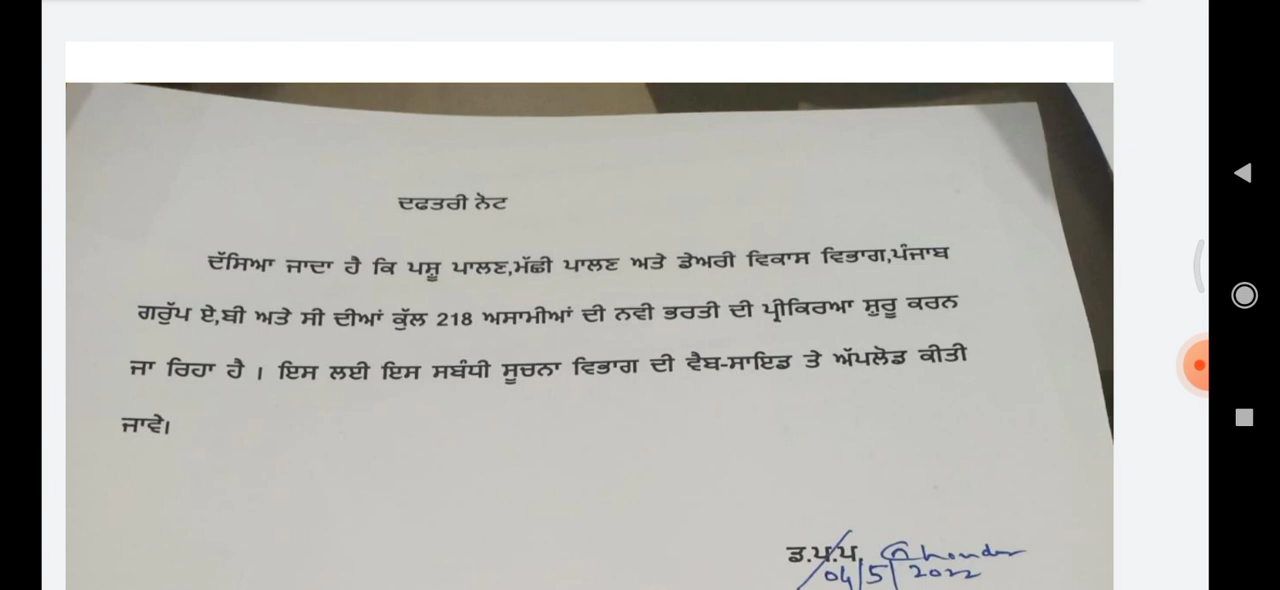 ਦਫਤਰੀ ਨੋਟ
ਦੱਸਿਆ ਜਾਦਾ ਹੈ ਕਿ ਪਸ਼ੂ ਪਾਲਣ,ਮੱਛੀ ਪਾਲਣ ਅਤੇ ਡੇਅਰੀ ਵਿਕਾਸ ਵਿਭਾਗ,ਪੰਜਾਬ
ਗਰੁੱਪ ਏ,ਬੀ ਅਤੇ ਸੀ ਦੀਆਂ ਕੁੱਲ 218 ਅਸਾਮੀਆਂ ਦੀ ਨਵੀ ਭਰਤੀ ਦੀ ਪ੍ਰੀਕਿਰਆ ਸ਼ੁਰੂ ਕਰਨ
ਜਾ ਰਿਹਾ ਹੈ । ਇਸ ਲਈ ਇਸ ਸਬੰਧੀ ਸੂਚਨਾ ਵਿਭਾਗ ਦੀ ਵੈਬ-ਸਾਇਡ ਤੇ ਅੱਪਲੋਡ ਕੀਤੀ
ਜਾਵੇ।
ਡ.ਪ.ਪ.
04/5/2022